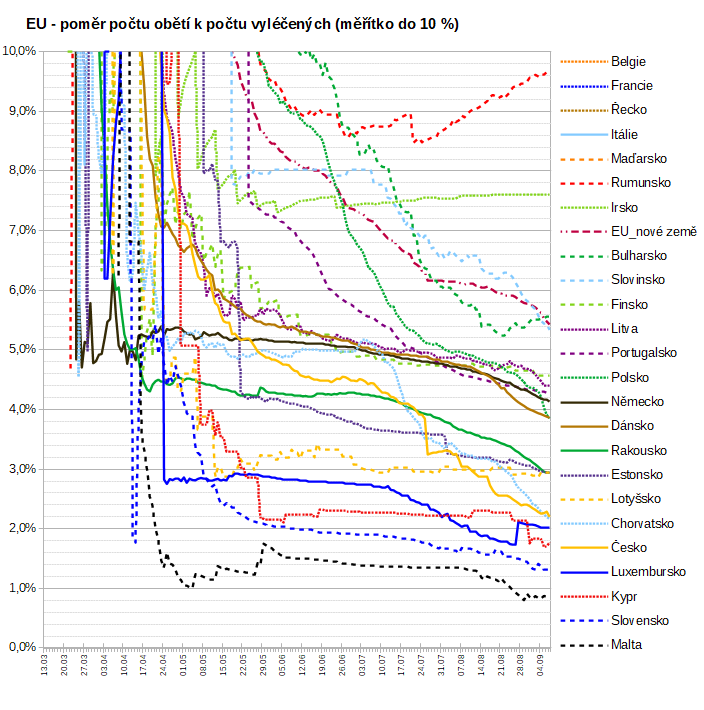 EU - poměr počtu obětí k počtu vyléčených (měřítko do 10 %)
10,0%
9,0%
8,0%
7,0%
6,0%
5,0%
4,0%
3,0%
2,0%
1,0%
0,0%
13.03
20.03
27.03
03.04
10.04
17.04
24.04
01.05
08.05
15.05
22.05
29.05
05.06
12.06
19.06
26.06
03.07
10.07
17.07
24.07
31.07
07.08
14.08
21.08
28.08
04.09
Belgie
Francie
Řecko
Itálie
Maďarsko
Rumunsko
Irsko
EU_nové země
Bulharsko
Slovinsko
Finsko
Litva
Portugalsko
Polsko
Německo
Dánsko
Rakousko
Estonsko
Lotyšsko
Chorvatsko
Česko
Luxembursko
Kypr
Slovensko
Malta